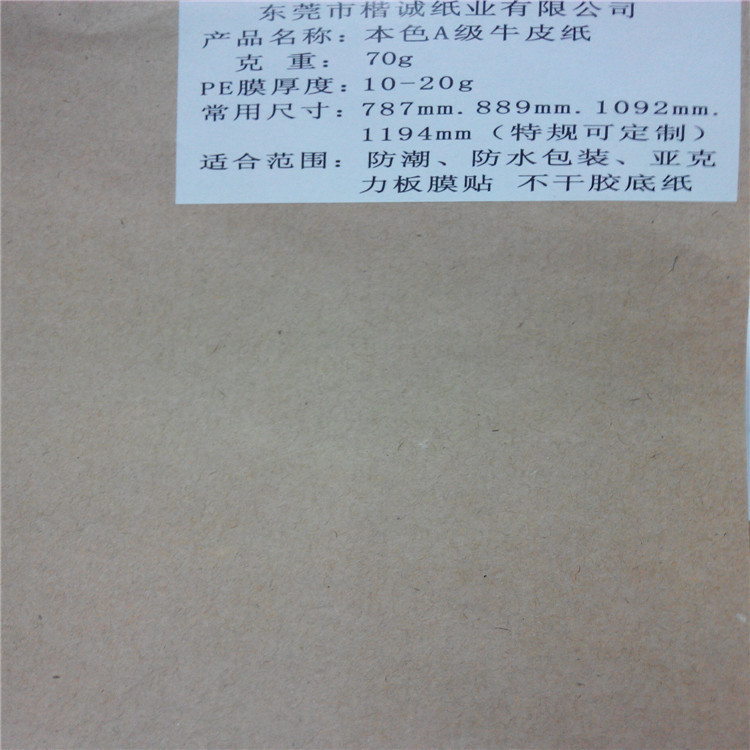 东莞市楷诚纸业有限公司
产品名称：本色A级牛皮纸
克 重：70g
PE膜厚度：10-20g
常用尺寸：787mm.889mm.1092mm.
1194mm（特规可定制）
适合范围：防潮、防水包装、亚克
力板膜贴 不干胶底纸